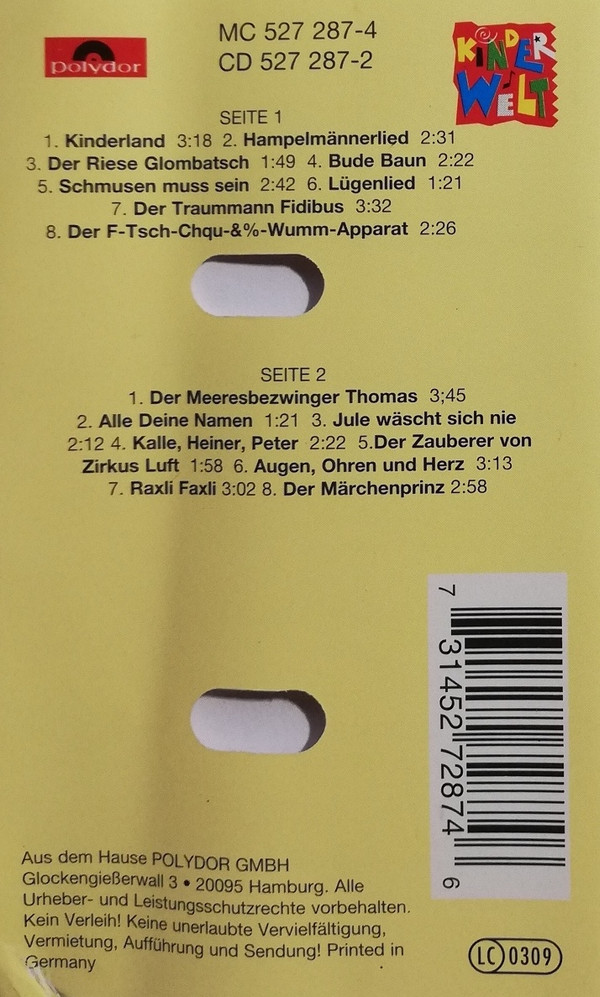 polydor
MC 527 287-4
CD 527 287-2
KiNDER
WELT
SEITE 1
1. Kinderland 3:18 2. Hampelmännerlied 2:31
3. Der Riese Glombatsch 1:49 4. Bude Baun 2:22
5. Schmusen muss sein 2:42 6. Lügenlied 1:21
7. Der Traummann Fidibus 3:32
8. Der F-Tsch-Chqu-&%-Wumm-Apparat 2:26
SEITE 2
1. Der Meeresbezwinger Thomas 3;45
2. Alle Deine Namen 1:21 3. Jule wäscht sich nie
2:12 4. Kalle, Heiner, Peter 2:22 5.Der Zauberer von
Zirkus Luft 1:58 6. Augen, Ohren und Herz 3:13
7. Raxli Faxli 3:02 8. Der Märchenprinz 2:58
7 31452 72874 6
Aus dem Hause POLYDOR GMBH
Glockengießerwall 3 • 20095 Hamburg. Alle
Urheber- und Leistungsschutzrechte vorbehalten.
Kein Verleih! Keine unerlaubte Vervielfältigung,
Vermietung, Aufführung und Sendung! Printed in
Germany
LC 0309